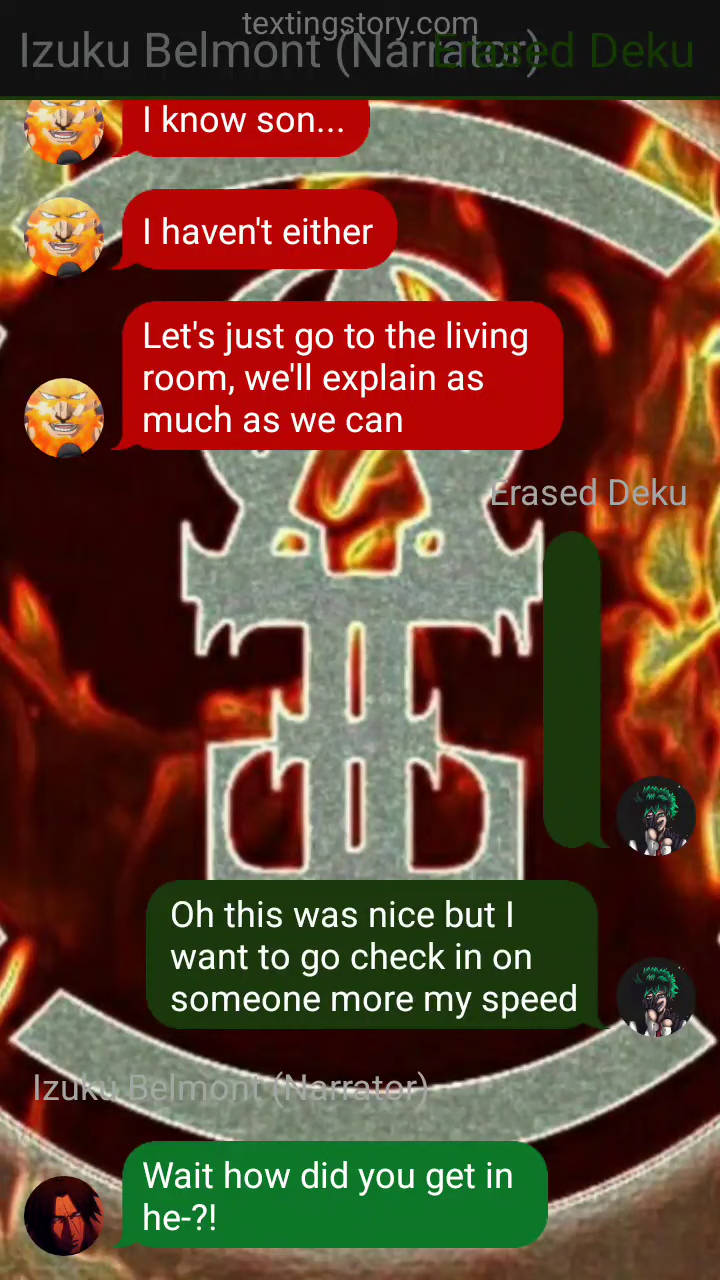 textingstory.com
Izuku Belmont (Narrator)
Erased Deku
I know son...
I haven't either
Let's just go to the living
room, we'll explain as
much as we can
Erased Deku
Oh this was nice but I
want to go check in on
someone more my speed
Izuku Belmont (Narrator)
Wait how did you get in
he-?!